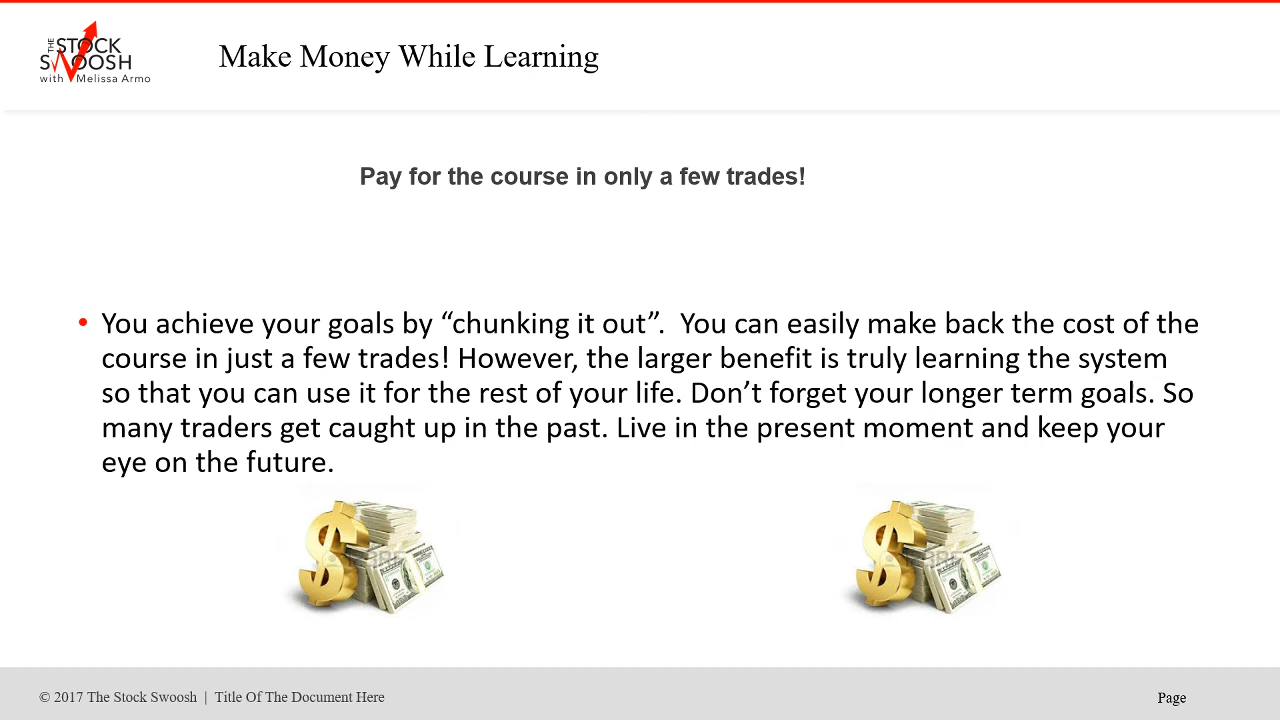 THE STOCK
SWOOSH
with Melissa Armo
Make Money While Learning
Pay for the course in only a few trades!
• You achieve your goals by “chunking it out”.  You can easily make back the cost of the
course in just a few trades! However, the larger benefit is truly learning the system
so that you can use it for the rest of your life. Don’t forget your longer term goals. So
many traders get caught up in the past. Live in the present moment and keep your
eye on the future.
© 2017 The Stock Swoosh | Title Of The Document Here
Page